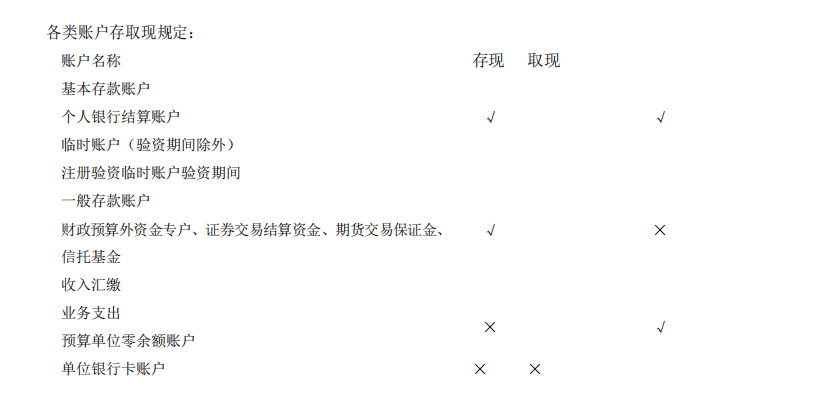 各类账户存取现规定：
账户名称 存现 取现
基本存款账户
个人银行结算账户 √ √
临时账户（验资期间除外）
注册验资临时账户验资期间
一般存款账户
财政预算外资金专户、证券交易结算资金、期货交易保证金、 √ ×
信托基金
收入汇缴
业务支出
× √
预算单位零余额账户
单位银行卡账户 × ×